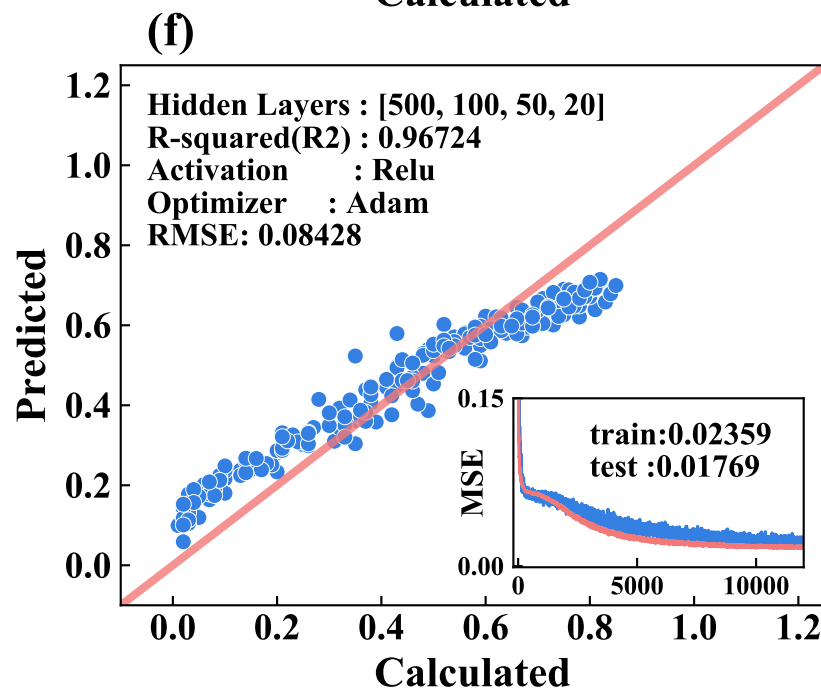 Calculated
(f)
Hidden Layers : [500, 100, 50, 20]
R-squared(R2) : 0.96724
Activation : Relu
Optimizer : Adam
RMSE: 0.08428
Predicted
1.2
1.0
0.8
0.6
0.4
0.2
0.0
0.15
train:0.02359
test :0.01769
MSE
0.00
0 5000 10000
0.0 0.2 0.4 0.6 0.8 1.0 1.2
Calculated